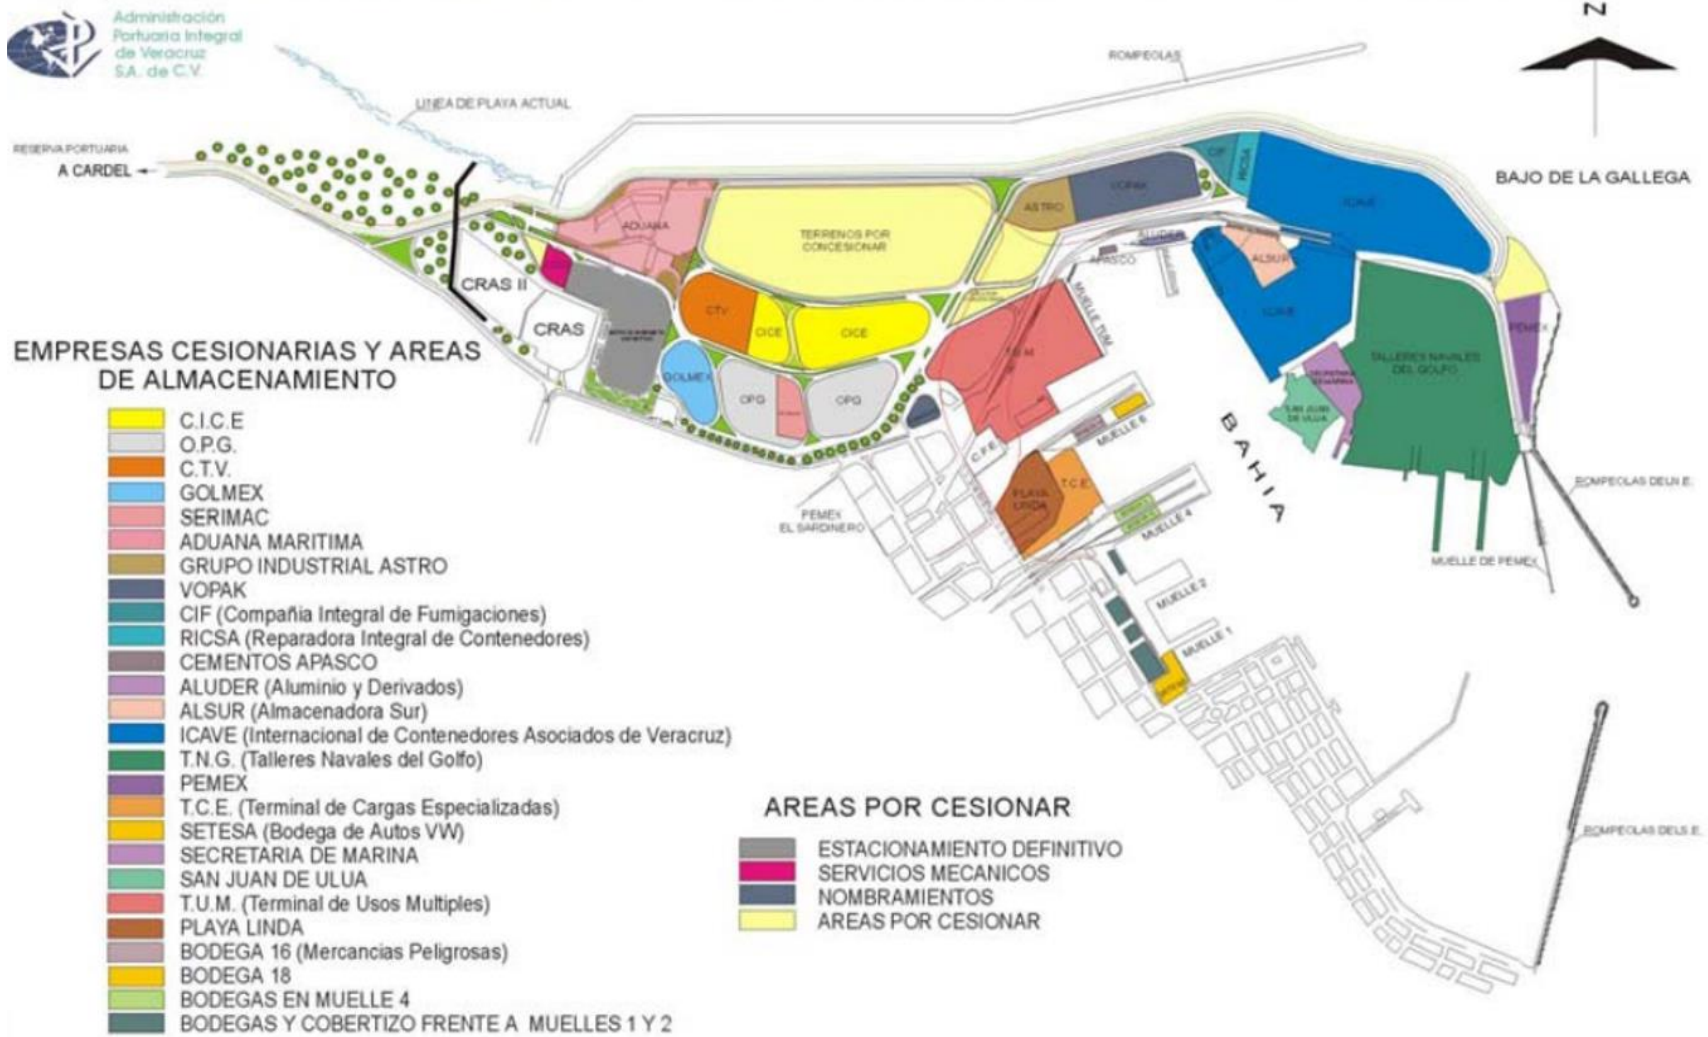 Administración
Portuaria Integral
de Veracruz
S.A. de C.V.
N
ROMPEOLAS
LINEA DE PLAYA ACTUAL
RESERVA PORTUARIA
A CARDEL
BAJO DE LA GALLEGA
CIF
RICSA
VOPAK
ICAVE
ASTRO
ADUANA
TERRENOS POR
CONCESIONAR
ALUDER
APASCO
ALSUR
ICAVE
CRAS II
CRAS
CTV
CICE
CICE
MUELLE TUM
T.U.M.
PEMEX
TALLERES NAVALES
DEL GOLFO
GOLMEX
OPG
OPG
SAN JUAN
DE ULUA
BAHIA
MUELLE 6
C.P.E.
PLAYA
LINDA
T.C.E.
MUELLE 4
PEMEX
EL SARDINERO
ROMPEOLAS DEL N.E.
MUELLE DE PEMEX
MUELLE 2
MUELLE 1
ROMPEOLAS DEL S.E.
EMPRESAS CESIONARIAS Y AREAS
DE ALMACENAMIENTO
C.I.C.E
O.P.G.
C.T.V.
GOLMEX
SERIMAC
ADUANA MARITIMA
GRUPO INDUSTRIAL ASTRO
VOPAK
CIF (Compañia Integral de Fumigaciones)
RICSA (Reparadora Integral de Contenedores)
CEMENTOS APASCO
ALUDER (Aluminio y Derivados)
ALSUR (Almacenadora Sur)
ICAVE (Internacional de Contenedores Asociados de Veracruz)
T.N.G. (Talleres Navales del Golfo)
PEMEX
T.C.E. (Terminal de Cargas Especializadas)
SETESA (Bodega de Autos VW)
SECRETARIA DE MARINA
SAN JUAN DE ULUA
T.U.M. (Terminal de Usos Multiples)
PLAYA LINDA
BODEGA 16 (Mercancias Peligrosas)
BODEGA 18
BODEGAS EN MUELLE 4
BODEGAS Y COBERTIZO FRENTE A MUELLES 1 Y 2
AREAS POR CESIONAR
ESTACIONAMIENTO DEFINITIVO
SERVICIOS MECANICOS
NOMBRAMIENTOS
AREAS POR CESIONAR